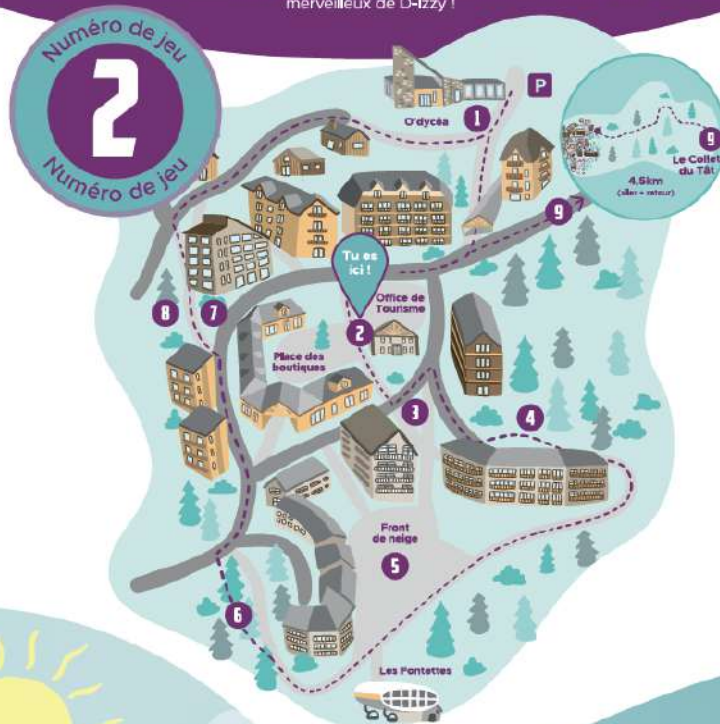 merveilleux de D-Izzy !
Numéro de jeu
2
Numéro de jeu
O'dycéa
1
P
9
Le Collet
du Tât
4,5km
(aller + retour)
9
Tu es
ici !
Office de
Tourisme
2
8
7
Place des
boutiques
3
4
Front
de neige
5
6
Les Pontettes